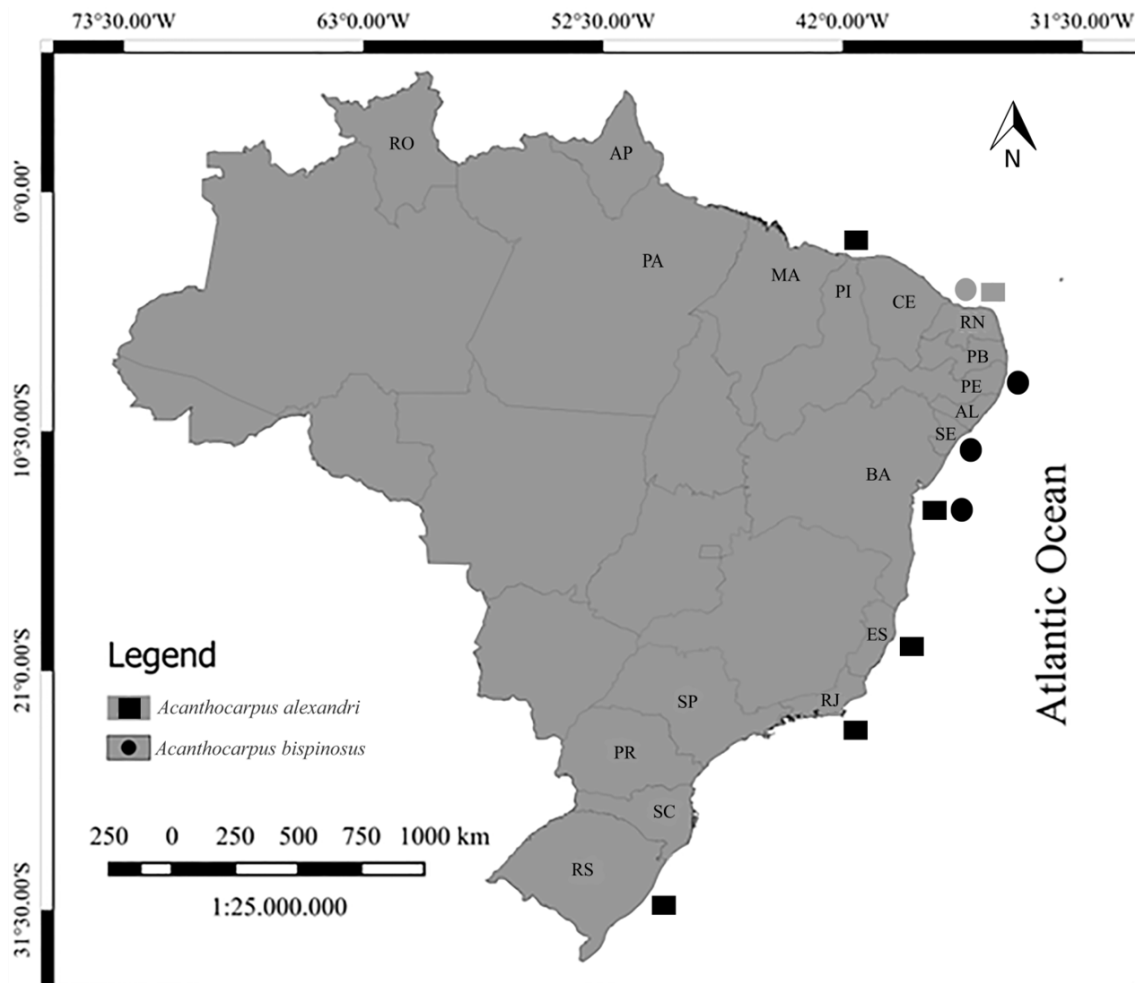 73°30.00'W 63°00.00'W 52°30.00'W 42°00.00'W 31°30.00'W
0°0.00'
10°30.00'S
21°0.00'S
31°30.00'S
N
RO
AP
PA
MA
PI
CE
RN
PB
PE
AL
SE
BA
ES
RJ
SP
PR
SC
RS
Atlantic Ocean
Legend
Acanthocarpus alexandri
Acanthocarpus bispinosus
250 0 250 500 750 1000 km
1:25.000.000